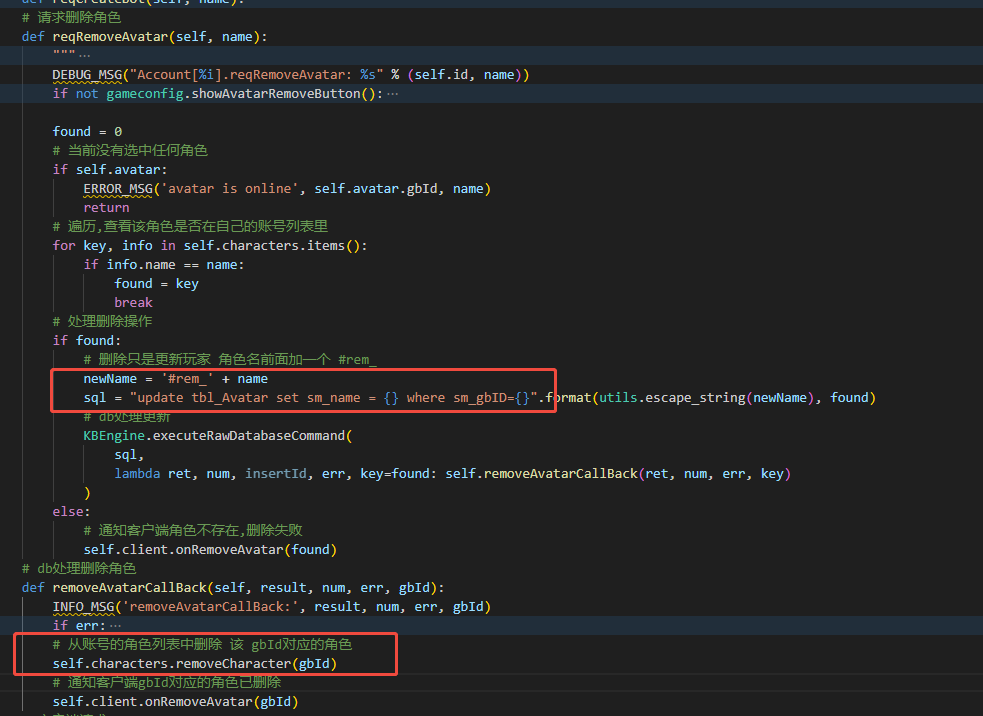 def reqCreateBot(self, name):
# 请求删除角色
def reqRemoveAvatar(self, name):
"""…
DEBUG_MSG("Account[%i].reqRemoveAvatar: %s" % (self.id, name))
if not gameconfig.showAvatarRemoveButton():…
found = 0
# 当前没有选中任何角色
if self.avatar:
ERROR_MSG('avatar is online', self.avatar.gbId, name)
return
# 遍历,查看该角色是否在自己的账号列表里
for key, info in self.characters.items():
if info.name == name:
found = key
break
# 处理删除操作
if found:
# 删除只是更新玩家 角色名前面加一个 #rem_
newName = '#rem_' + name
sql = "update tbl_Avatar set sm_name = {} where sm_gbID={}".format(utils.escape_string(newName), found)
# db处理更新
KBEngine.executeRawDatabaseCommand(
sql,
lambda ret, num, insertId, err, key=found: self.removeAvatarCallBack(ret, num, err, key)
)
else:
# 通知客户端角色不存在,删除失败
self.client.onRemoveAvatar(found)
# db处理删除角色
def removeAvatarCallBack(self, result, num, err, gbId):
INFO_MSG('removeAvatarCallBack:', result, num, err, gbId)
if err:…
# 从账号的角色列表中删除 该 gbId对应的角色
self.characters.removeCharacter(gbId)
# 通知客户端gbId对应的角色已删除
self.client.onRemoveAvatar(gbId)